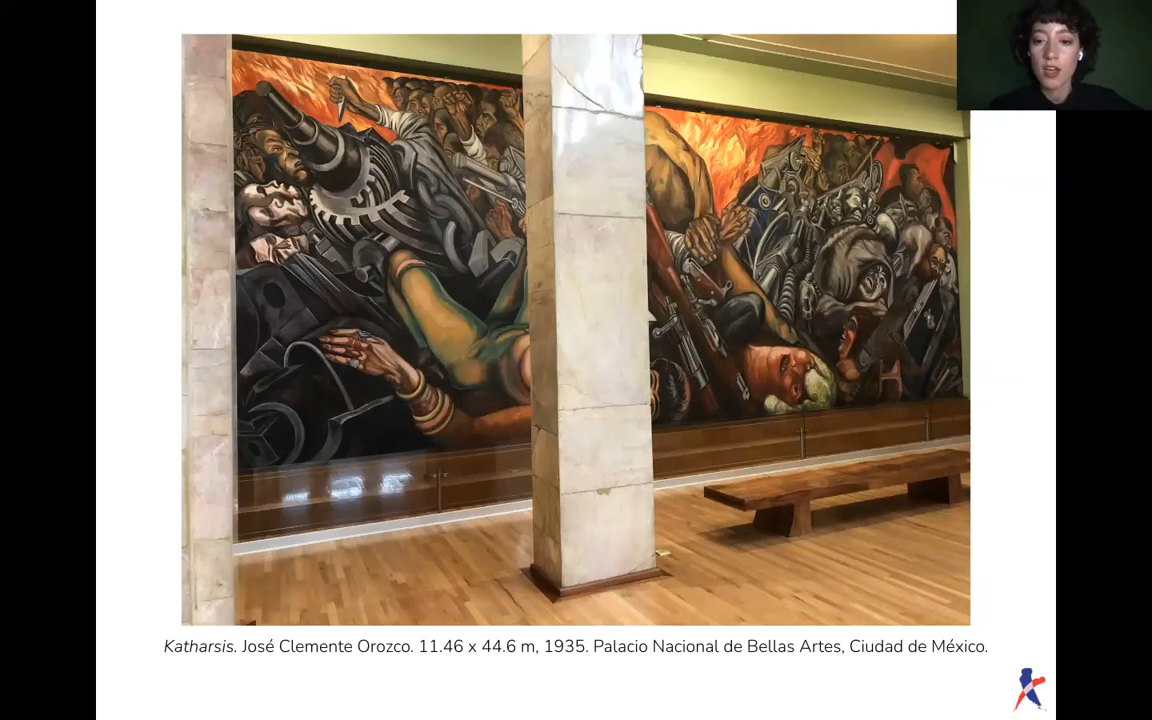 Katharsis. José Clemente Orozco. 11.46 x 44.6 m, 1935. Palacio Nacional de Bellas Artes, Ciudad de México.